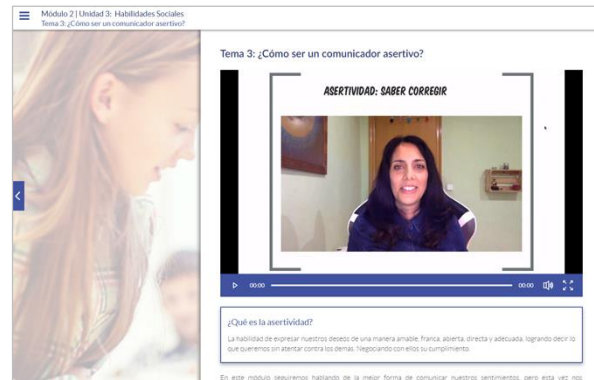 Módulo 2 | Unidad 3: Habilidades Sociales
Tema 3: ¿Cómo ser un comunicador asertivo?
Tema 3: ¿Cómo ser un comunicador asertivo?
ASERTIVIDAD: SABER CORREGIR
00:00
00:00
¿Qué es la asertividad?
La habilidad de expresar nuestros deseos de una manera amable, franca, abierta, directa y adecuada, logrando decir lo
que queremos sin atentar contra los demás. Negociando con ellos su cumplimiento.
En este módulo seguiremos hablando de la mejor forma de comunicar nuestros sentimientos, pero esta vez nos